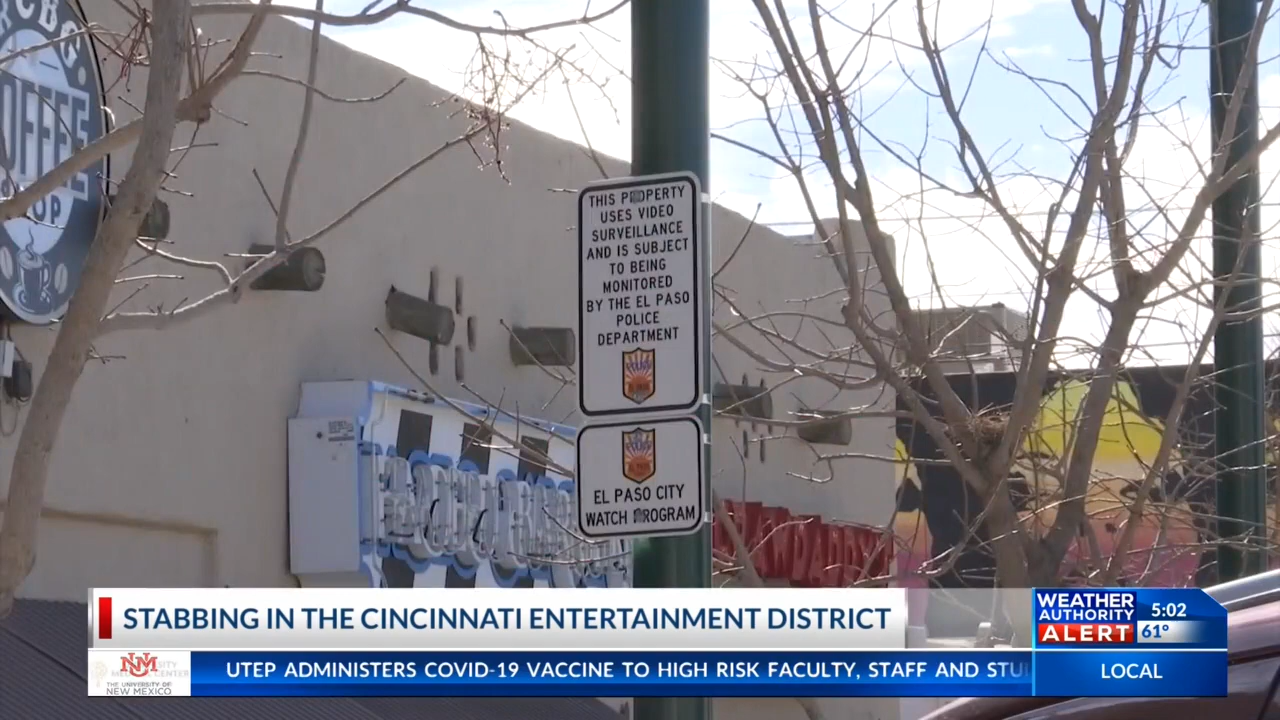 COFFEE
THIS PROPERTY
USES VIDEO
SURVEILLANCE
AND IS SUBJECT
TO BEING
MONITORED
BY THE EL PASO
POLICE
DEPARTMENT
EL PASO CITY
WATCH PROGRAM
STABBING IN THE CINCINNATI ENTERTAINMENT DISTRICT
WEATHER
AUTHORITY
ALERT
5:02
61°
NM
THE UNIVERSITY OF
NEW MEXICO
UTEP ADMINISTERS COVID-19 VACCINE TO HIGH RISK FACULTY, STAFF AND
LOCAL